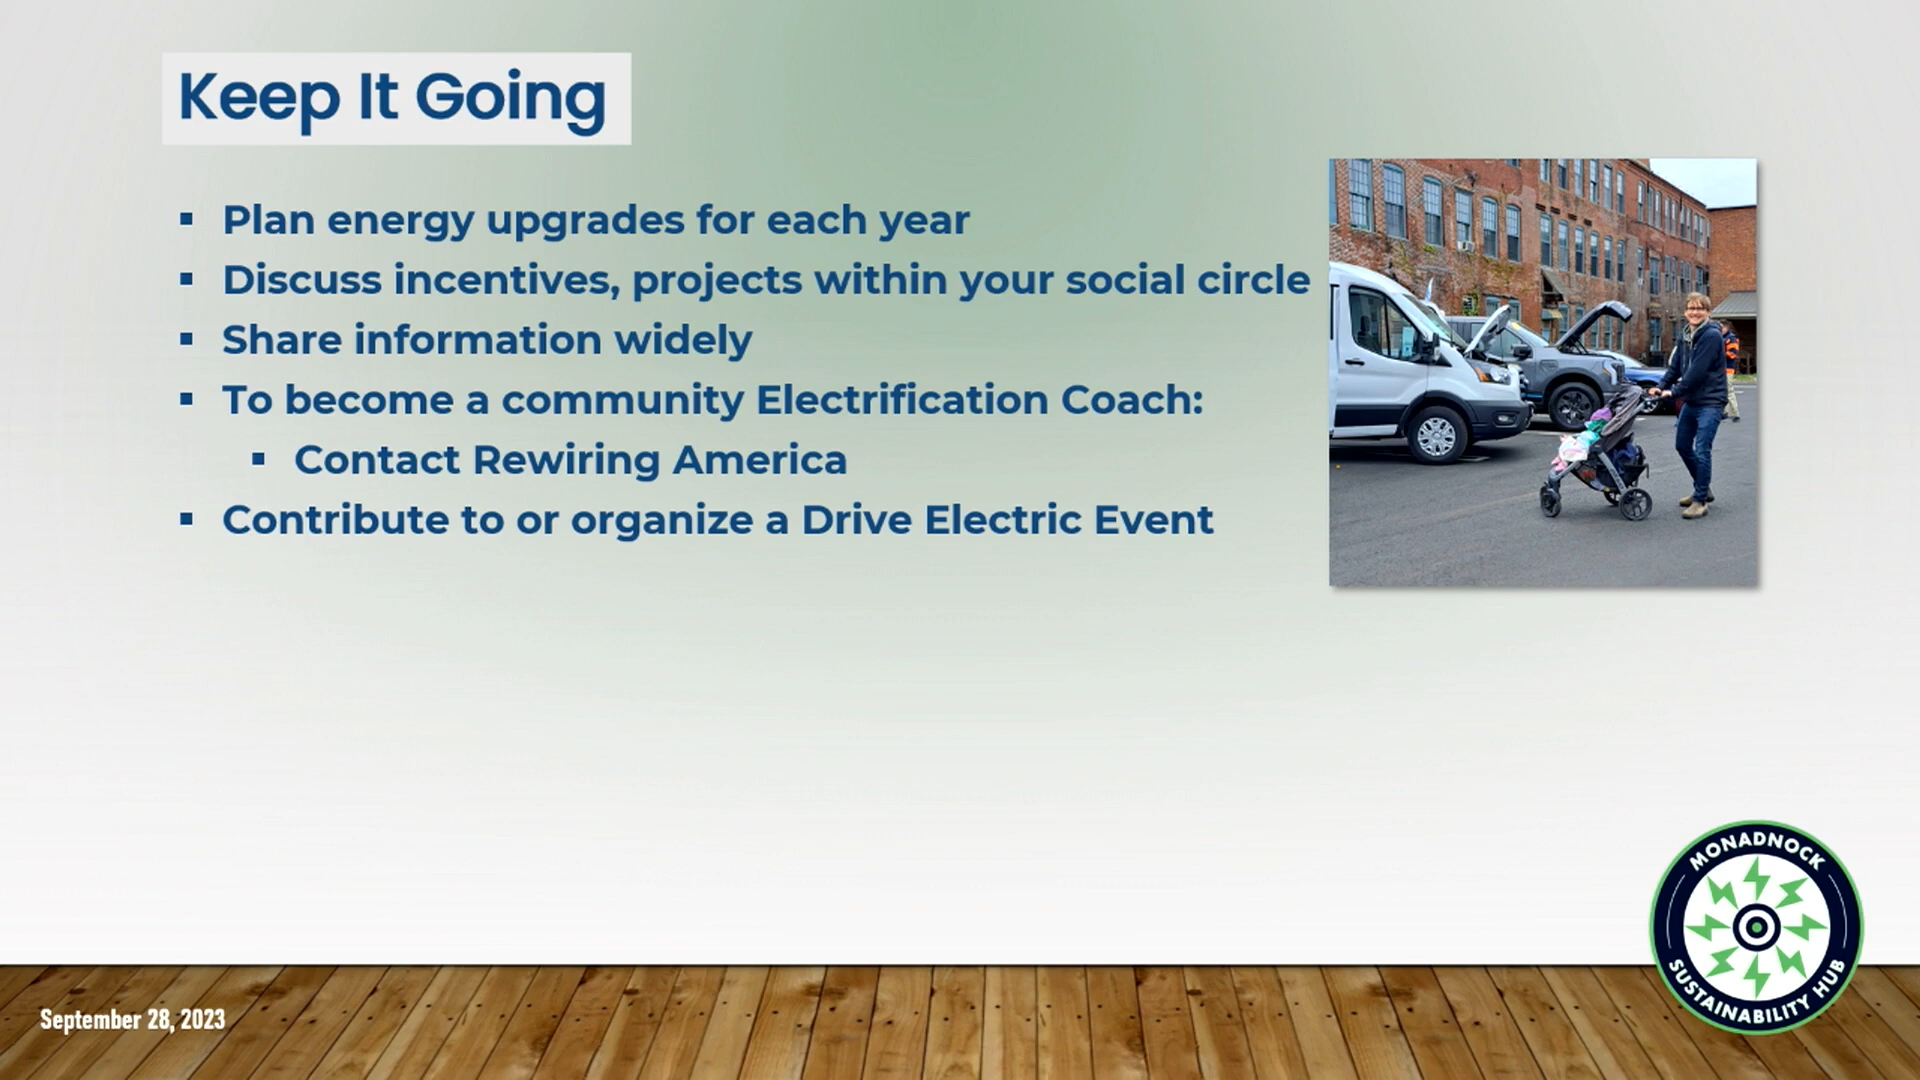 Keep It Going
▪ Plan energy upgrades for each year
▪ Discuss incentives, projects within your social circle
▪ Share information widely
▪ To become a community Electrification Coach:
▪ Contact Rewiring America
▪ Contribute to or organize a Drive Electric Event
MONADNOCK
SUSTAINABILITY HUB
September 28, 2023